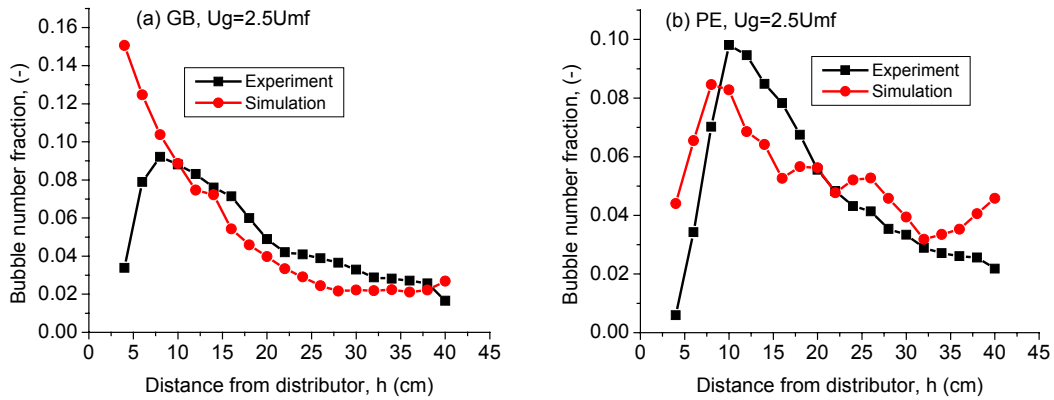 (a) GB, Ug=2.5Umf
Experiment
Simulation
0.16
0.14
0.12
0.10
0.08
0.06
0.04
0.02
0.00
Bubble number fraction, (-)
0 5 10 15 20 25 30 35 40 45
Distance from distributor, h (cm)
(b) PE, Ug=2.5Umf
Experiment
Simulation
0.10
0.08
0.06
0.04
0.02
0.00
Bubble number fraction, (-)
0 5 10 15 20 25 30 35 40 45
Distance from distributor, h (cm)